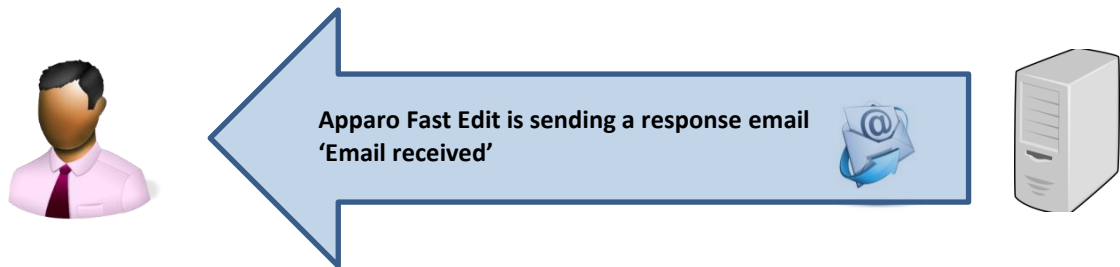 Apparo Fast Edit is sending a response email
‘Email received’
@